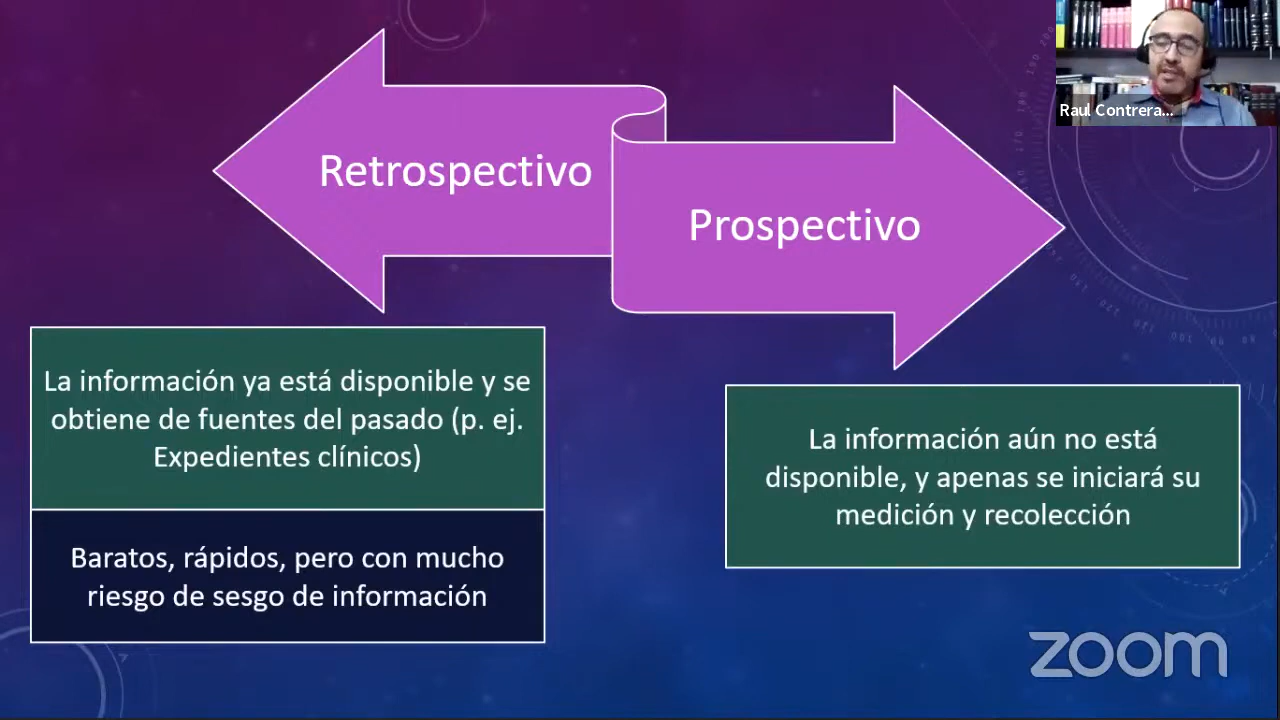 Raul Contrera...
Retrospectivo
Prospectivo
La información ya está disponible y se
obtiene de fuentes del pasado (p. ej.
Expedientes clínicos)
Baratos, rápidos, pero con mucho
riesgo de sesgo de información
La información aún no está
disponible, y apenas se iniciará su
medición y recolección
zoom